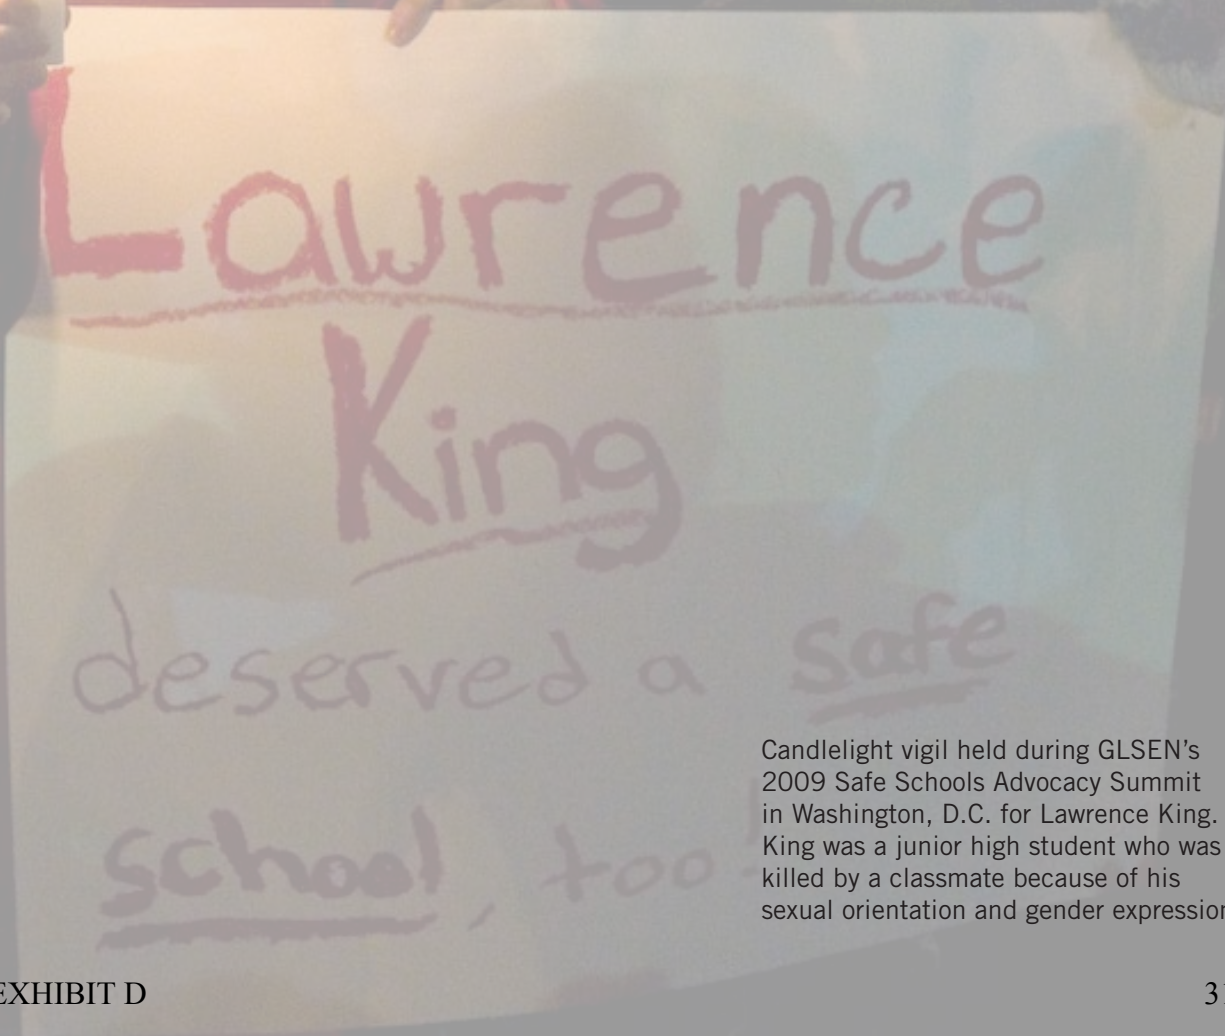 Lawrence
King
deserved a safe
school, too!
Candlelight vigil held during GLSEN's
2009 Safe Schools Advocacy Summit
in Washington, D.C. for Lawrence King.
King was a junior high student who was
killed by a classmate because of his
sexual orientation and gender expression
EXHIBIT D